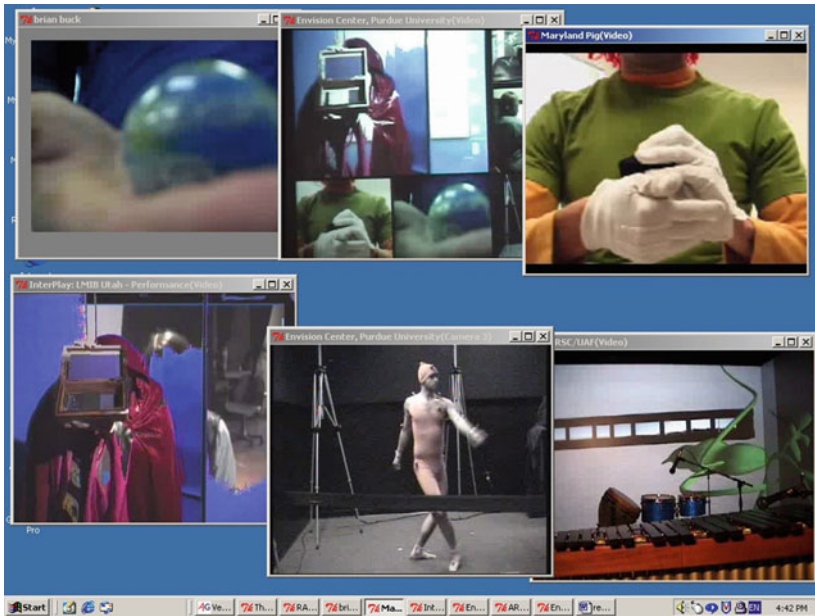 brian buck
Envision Center, Purdue University(Video)
Maryland Pig(Video)
InterPlay: LMIB Utah - Performance(Video)
Envision Center, Purdue University(Camera 3)
RSC/UAF(Video)
Pro
Start
Ve...
Th...
RA...
bri...
Ma...
Int...
En...
AR...
En...
re...
EN
4:42 PM